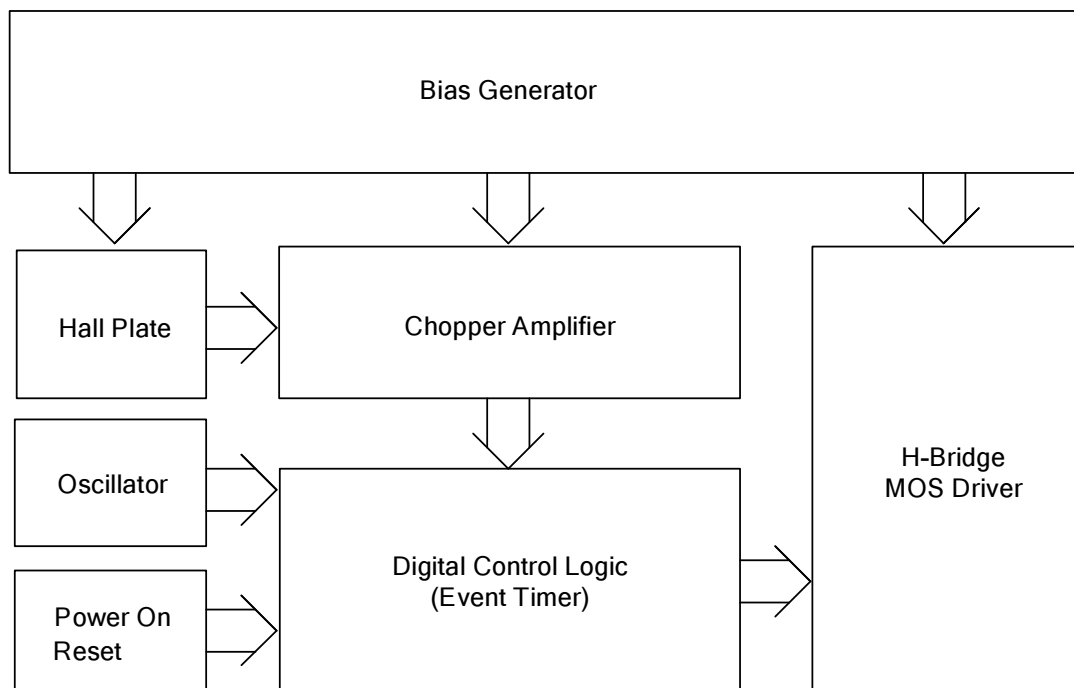 Bias Generator
Hall Plate
Chopper Amplifier
Oscillator
H-Bridge
MOS Driver
Digital Control Logic
(Event Timer)
Power On
Reset